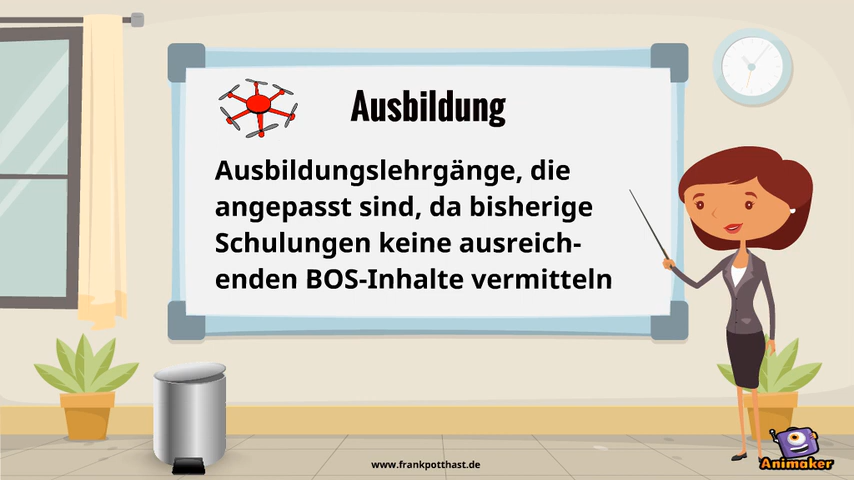 Ausbildung
Ausbildungslehrgänge, die
angepasst sind, da bisherige
Schulungen keine ausreich-
enden BOS-Inhalte vermitteln
www.frankpotthast.de
Animaker